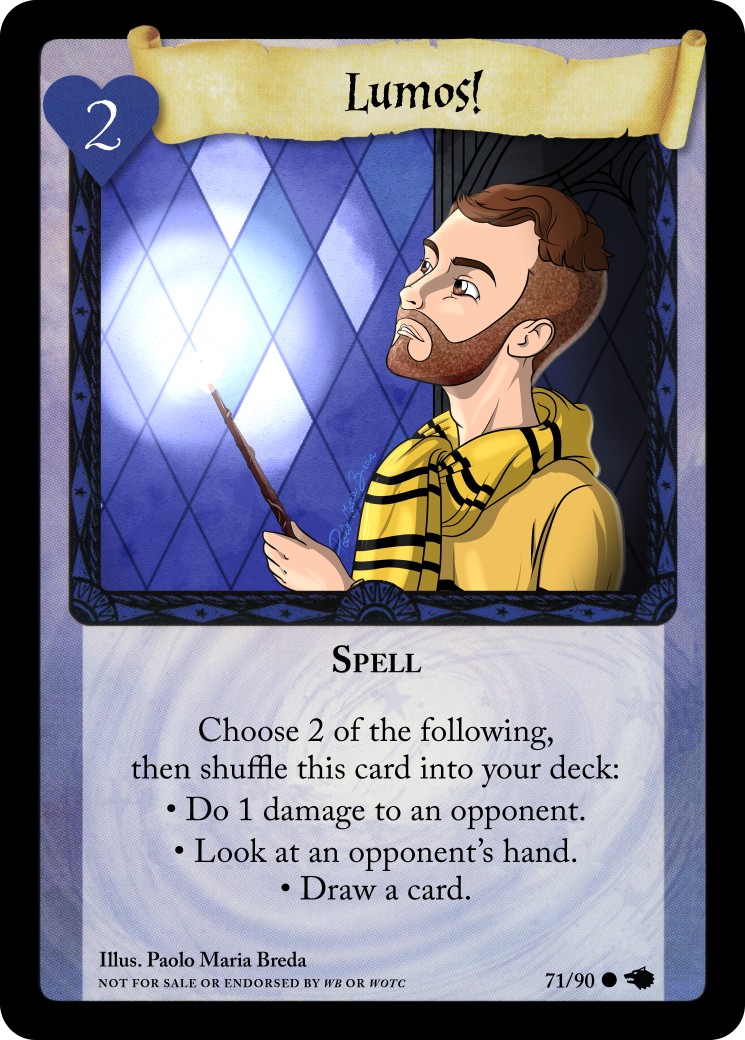 Lumos!
2
Spell
Choose 2 of the following,
then shuffle this card into your deck:
• Do 1 damage to an opponent.
• Look at an opponent's hand.
• Draw a card.
Illus. Paolo Maria Breda
NOT FOR SALE OR ENDORSED BY WB OR WOTC
71/90